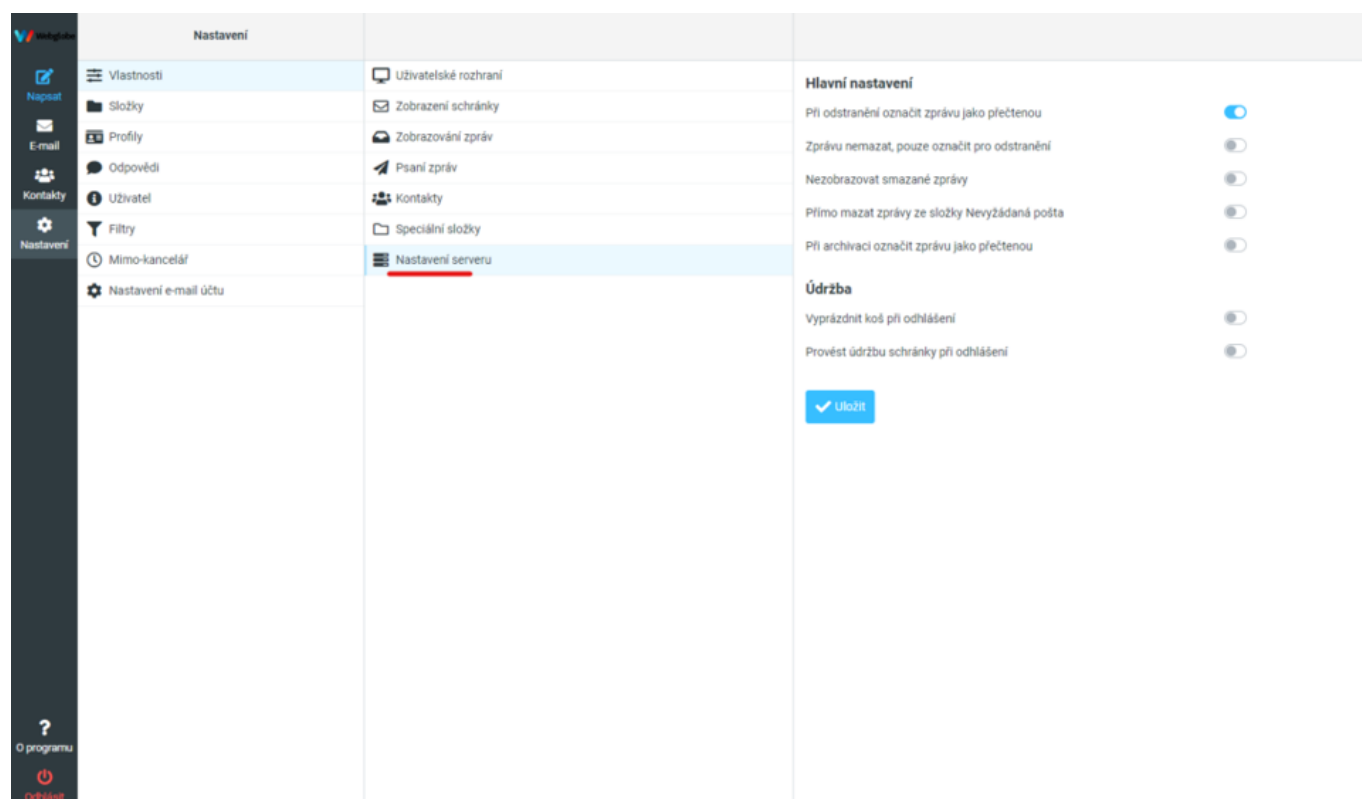 Webglobe
Nastavení
Napsat
E-mail
Kontakty
Nastavení
O programu
Odhlásit
Vlastnosti
Složky
Profily
Odpovědi
Uživatel
Filtry
Mimo-kancelář
Nastavení e-mail účtu
Uživatelské rozhraní
Zobrazení schránky
Zobrazování zpráv
Psaní zpráv
Kontakty
Speciální složky
Nastavení serveru
Hlavní nastavení
Při odstranění označit zprávu jako přečtenou
Zprávu nemazat, pouze označit pro odstranění
Nezobrazovat smazané zprávy
Přímo mazat zprávy ze složky Nevyžádaná pošta
Při archivaci označit zprávu jako přečtenou
Údržba
Vyprázdnit koš při odhlášení
Provést údržbu schránky při odhlášení
Uložit